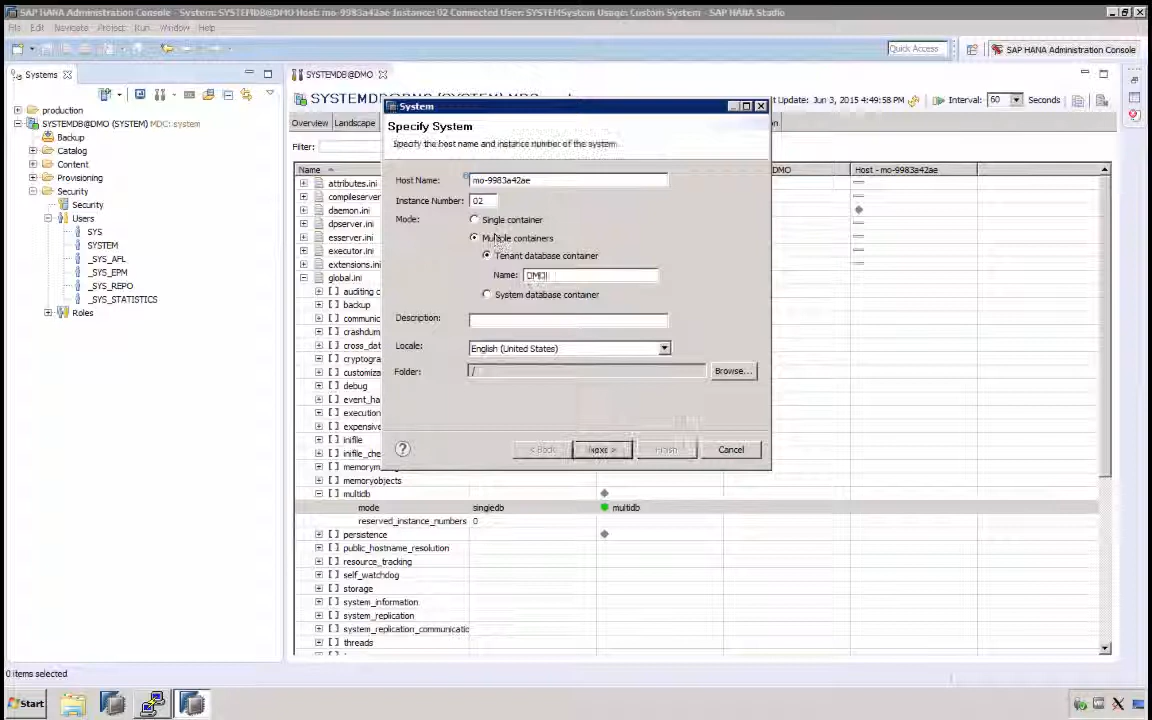 SAP HANA Administration Console - System: SYSTEMDB@DMO Host: mo-9983a42ae Instance: 02 Connected User: SYSTEMSystem Usage: Custom System - SAP HANA Studio
File Edit Navigate Project Run Window Help
Quick Access
SAP HANA Administration Console
Systems
SYSTEMDB@DMO
production
SYSTEMDB@DMO (SYSTEM) MDC: system
Backup
Catalog
Content
Provisioning
Security
Security
Users
SYS
SYSTEM
_SYS_AFL
_SYS_EPM
_SYS_REPO
_SYS_STATISTICS
Roles
t Update: Jun 3, 2015 4:49:58 PM
Interval: 60 Seconds
Overview Landscape
Filter:
Name
DMO
Host - mo-9983a42ae
attributes.ini
compileserver
daemon.ini
dpserver.ini
esserver.ini
executor.ini
extensions.ini
global.ini
[ ] auditing c
[ ] backup
[ ] communic
[ ] crashdum
[ ] cross_dat
[ ] cryptogra
[ ] customiza
[ ] debug
[ ] event_ha
[ ] execution
[ ] expensive
[ ] inifile
[ ] inifile_che
[ ] memorym
[ ] memoryobjects
[ ] multidb
mode singledb multidb
reserved_instance_numbers 0
[ ] persistence
[ ] public_hostname_resolution
[ ] resource_tracking
[ ] self_watchdog
[ ] storage
[ ] system_information
[ ] system_replication
[ ] system_replication_communicatio
[ ] threads
System
Specify System
Specify the host name and instance number of the system
Host Name: mo-9983a42ae
Instance Number: 02
Mode: Single container
Multiple containers
Tenant database container
Name: DMO
System database container
Description:
Locale: English (United States)
Folder: /
Browse...
< Back Next > Finish Cancel
0 items selected
Start